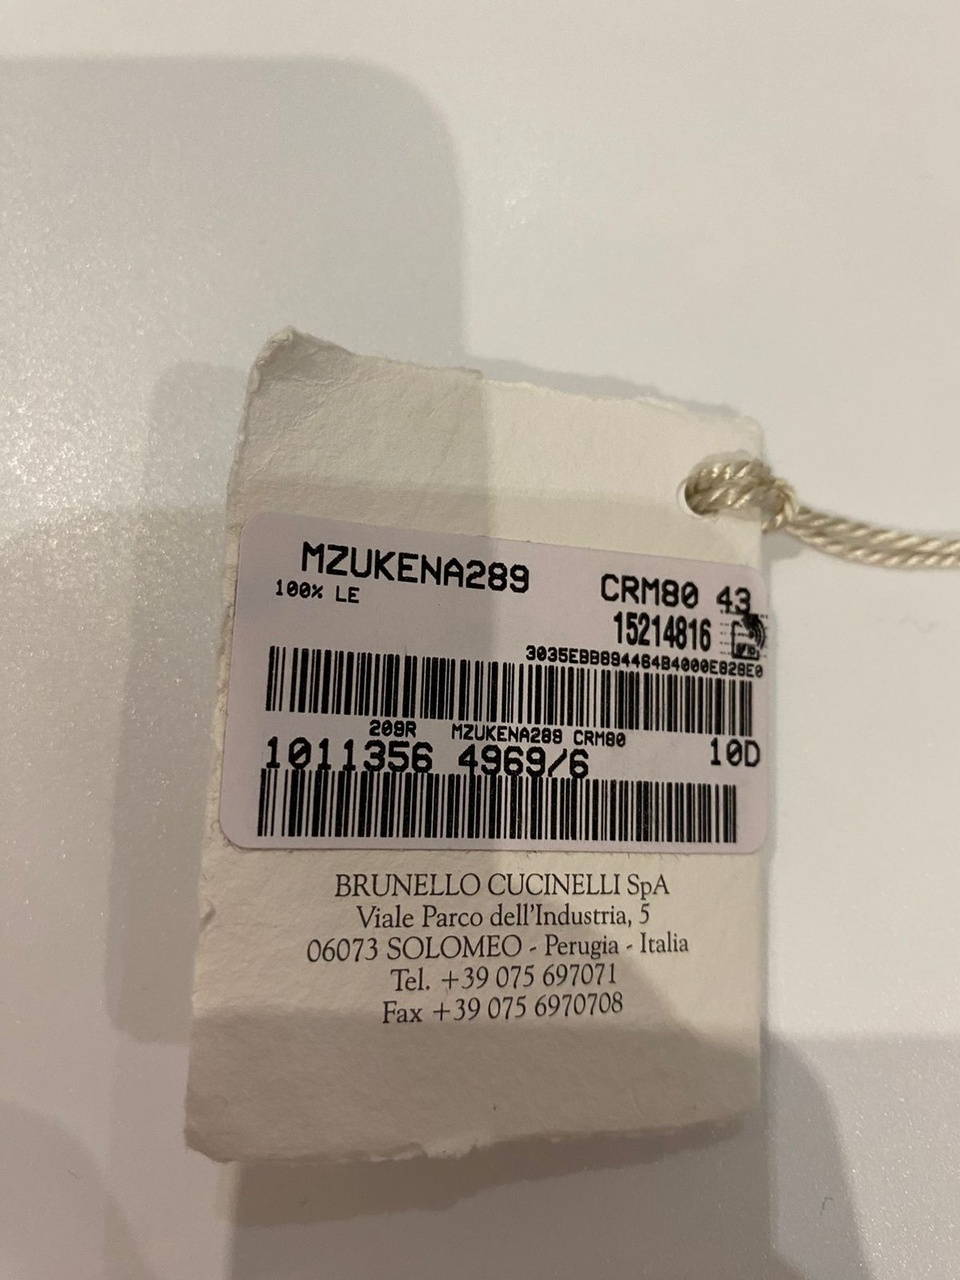 MZUKENA289 CRM80 43
100% LE
15214816
3035EBB894464B4000E828E0
209R MZUKENA289 CRM80
1011356 4969/6 10D
BRUNELLO CUCINELLI SpA
Viale Parco dell'Industria, 5
06073 SOLOMEO - Perugia - Italia
Tel. +39 075 697071
Fax +39 075 6970708